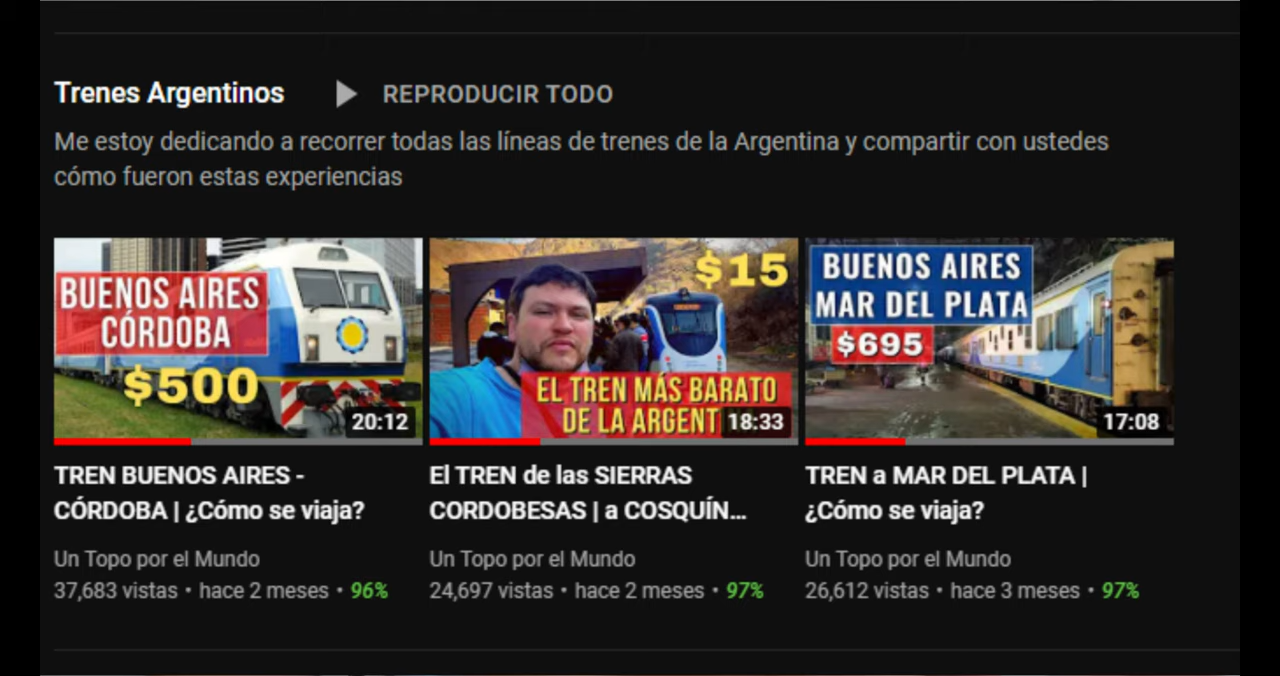 Trenes Argentinos
REPRODUCIR TODO
Me estoy dedicando a recorrer todas las líneas de trenes de la Argentina y compartir con ustedes
cómo fueron estas experiencias
BUENOS AIRES
CÓRDOBA
$500
20:12
$15
EL TREN MÁS BARATO
DE LA ARGENT
18:33
BUENOS AIRES
MAR DEL PLATA
$695
17:08
TREN BUENOS AIRES -
CÓRDOBA | ¿Cómo se viaja?
Un Topo por el Mundo
37,683 vistas • hace 2 meses • 96%
El TREN de las SIERRAS
CORDOBESAS | a COSQUÍN...
Un Topo por el Mundo
24,697 vistas • hace 2 meses • 97%
TREN a MAR DEL PLATA |
¿Cómo se viaja?
Un Topo por el Mundo
26,612 vistas • hace 3 meses • 97%